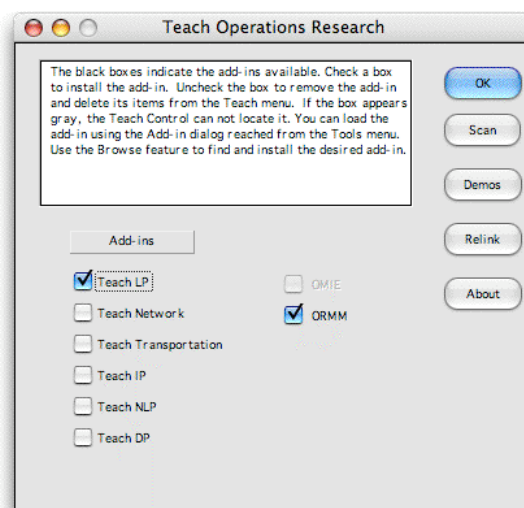 Teach Operations Research
The black boxes indicate the add-ins available. Check a box
to install the add-in. Uncheck the box to remove the add-in
and delete its items from the Teach menu. If the box appears
gray, the Teach Control can not locate it. You can load the
add-in using the Add-in dialog reached from the Tools menu.
Use the Browse feature to find and install the desired add-in.
OK
Scan
Demos
Relink
About
Add-ins
Teach LP
Teach Network
Teach Transportation
Teach IP
Teach NLP
Teach DP
OMIE
ORMM